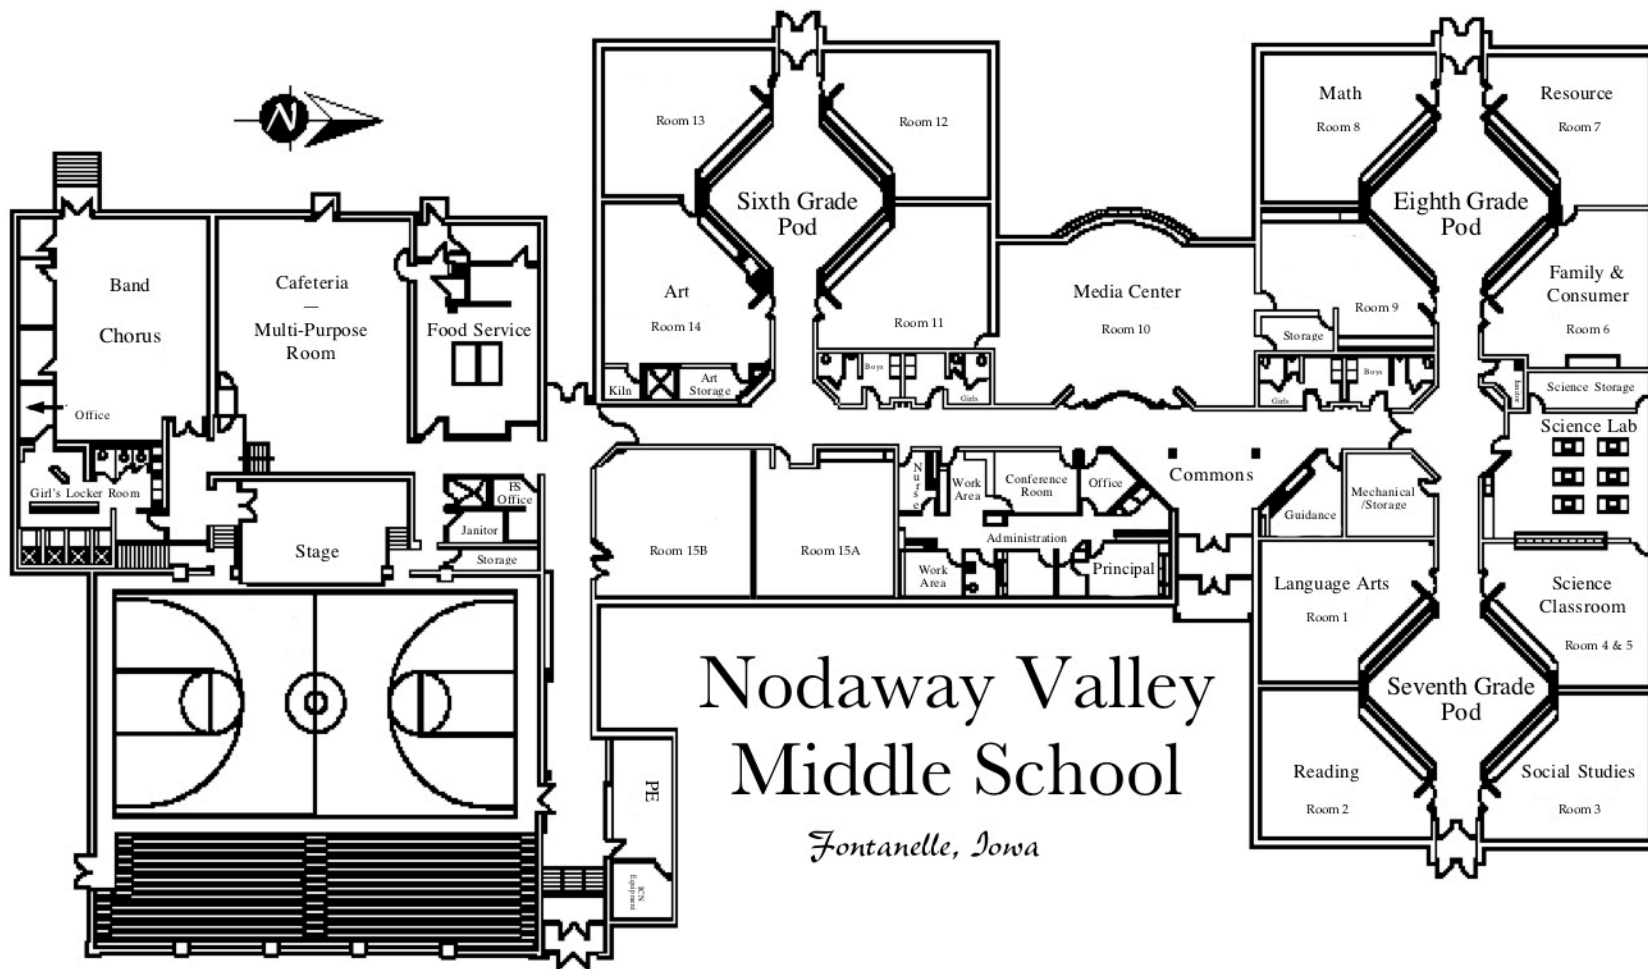 N
Room 13
Room 12
Sixth Grade
Pod
Art
Room 14
Room 11
Kiln
Art
Storage
Boys
Girls
Math
Room 8
Resource
Room 7
Eighth Grade
Pod
Family &
Consumer
Room 6
Room 9
Storage
Girls
Boys
Janitor
Science Storage
Science Lab
Media Center
Room 10
Band
Chorus
Office
Cafeteria
—
Multi-Purpose
Room
Food Service
Girl's Locker Room
FS
Office
Janitor
Storage
Stage
Room 15B
Room 15A
Nurse
Work
Area
Conference
Room
Office
Administration
Work
Area
Principal
Commons
Guidance
Mechanical
/Storage
Language Arts
Room 1
Science
Classroom
Room 4 & 5
Seventh Grade
Pod
Reading
Room 2
Social Studies
Room 3
PE
ICN
Equipment
Nodaway Valley
Middle School
Fontanelle, Iowa